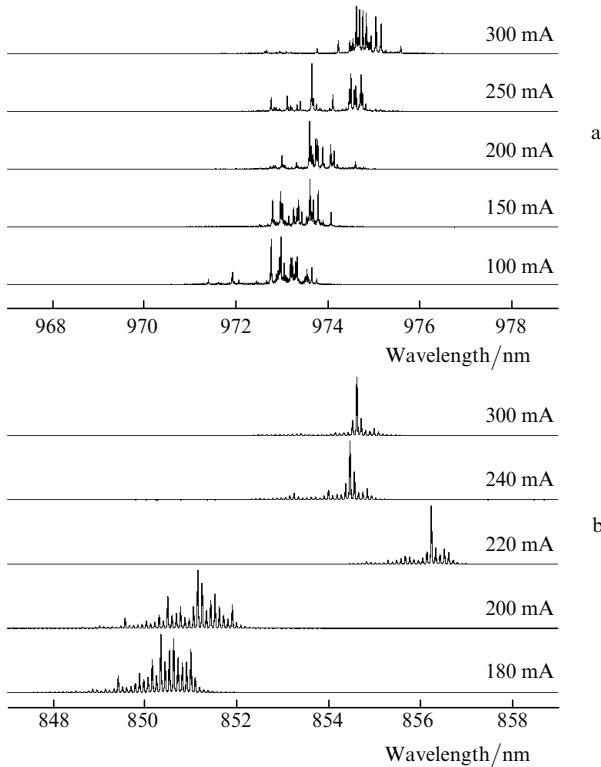 300 mA
250 mA
a
200 mA
150 mA
100 mA
968 970 972 974 976 978
Wavelength/nm
300 mA
240 mA
b
220 mA
200 mA
180 mA
848 850 852 854 856 858
Wavelength/nm